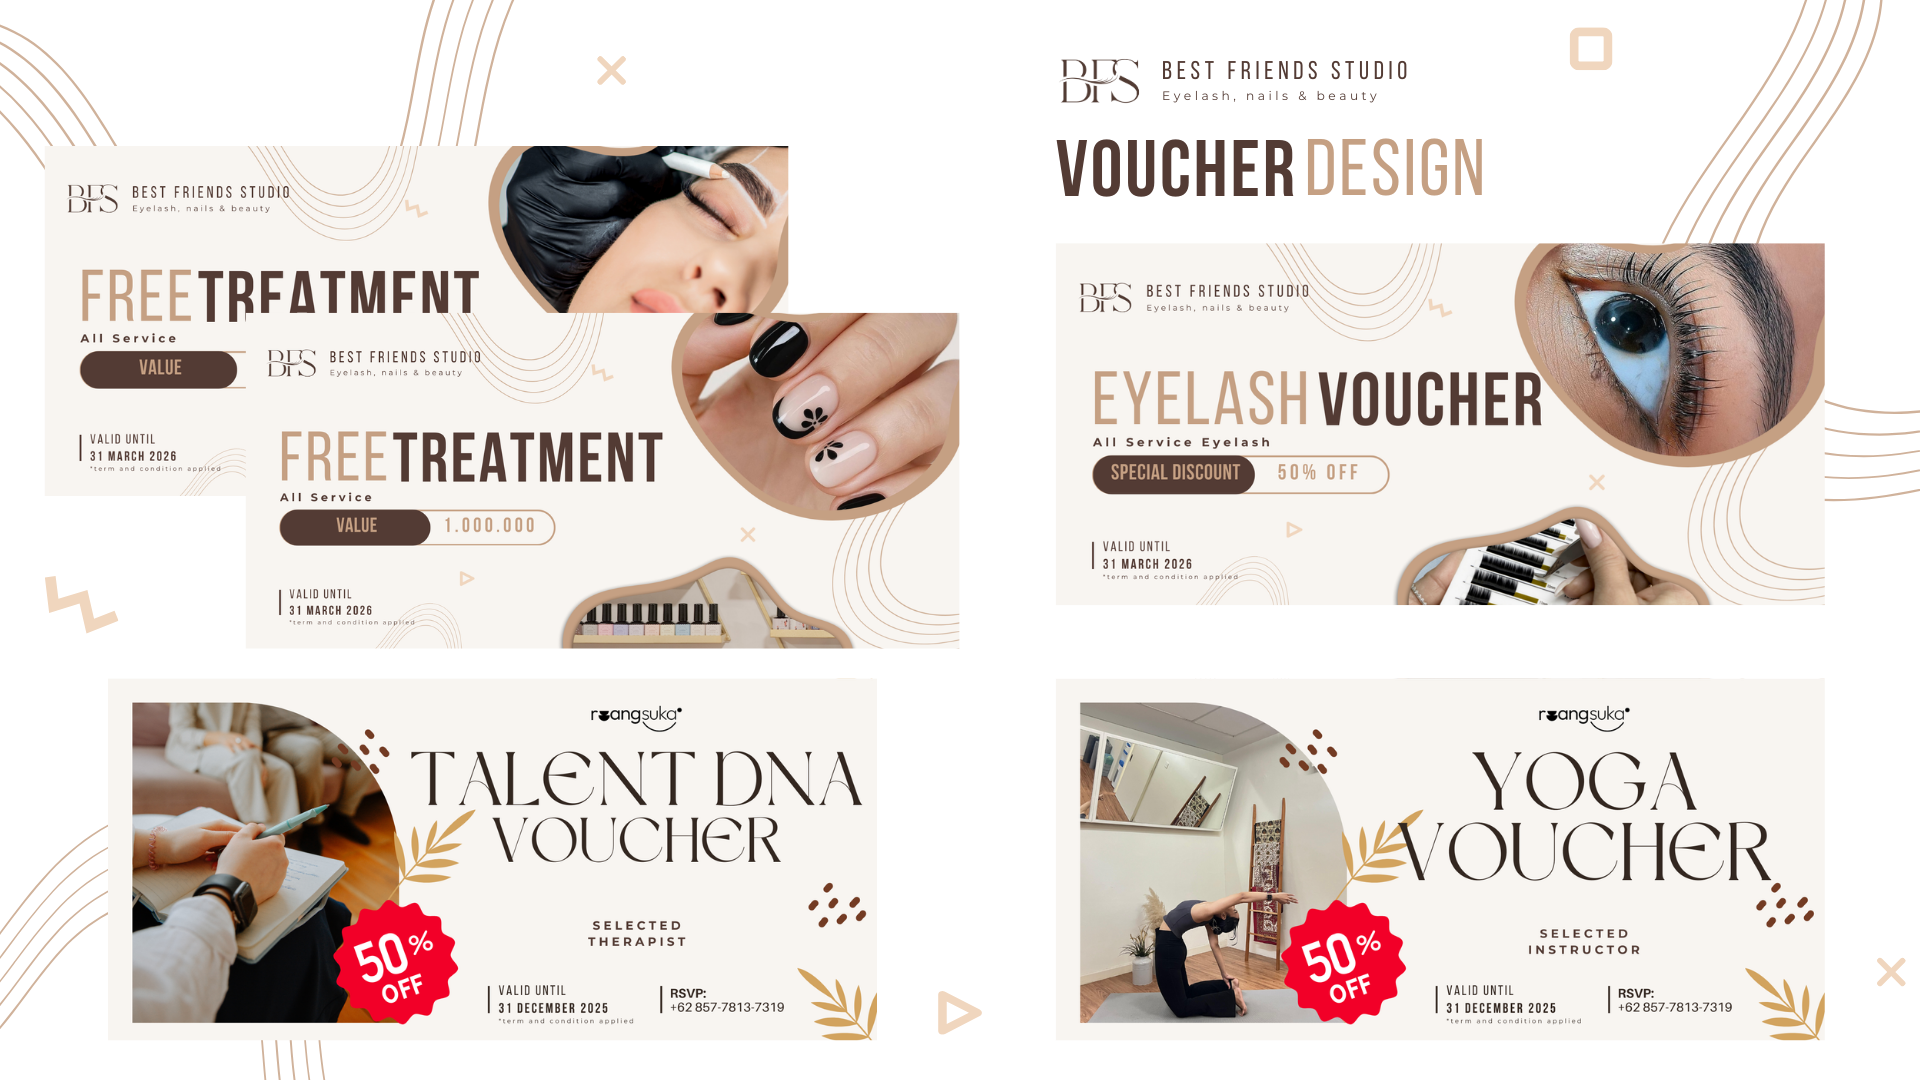 BFS
BEST FRIENDS STUDIO
Eyelash, nails & beauty
VOUCHER DESIGN
BFS
BEST FRIENDS STUDIO
Eyelash, nails & beauty
FREE TREATMENT
All Service
VALUE
VALID UNTIL
31 MARCH 2026
*term and condition applied
BFS
BEST FRIENDS STUDIO
Eyelash, nails & beauty
FREE TREATMENT
All Service
VALUE 1.000.000
VALID UNTIL
31 MARCH 2026
*term and condition applied
BFS
BEST FRIENDS STUDIO
Eyelash, nails & beauty
EYELASH VOUCHER
All Service Eyelash
SPECIAL DISCOUNT 50% OFF
VALID UNTIL
31 MARCH 2026
*term and condition applied
ruangsuka
TALENT DNA
VOUCHER
SELECTED
THERAPIST
50%
OFF
VALID UNTIL
31 DECEMBER 2025
*term and condition applied
RSVP:
+62 857-7813-7319
ruangsuka
YOGA
VOUCHER
SELECTED
INSTRUCTOR
50%
OFF
VALID UNTIL
31 DECEMBER 2025
*term and condition applied
RSVP:
+62 857-7813-7319